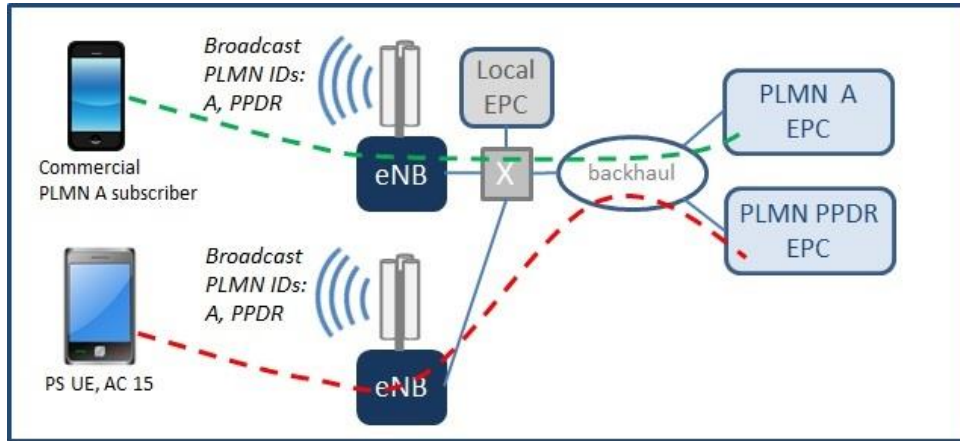 Broadcast
PLMN IDs:
A, PPDR
Commercial
PLMN A subscriber
eNB
Local
EPC
X
backhaul
PLMN A
EPC
PLMN PPDR
EPC
Broadcast
PLMN IDs:
A, PPDR
PS UE, AC 15
eNB